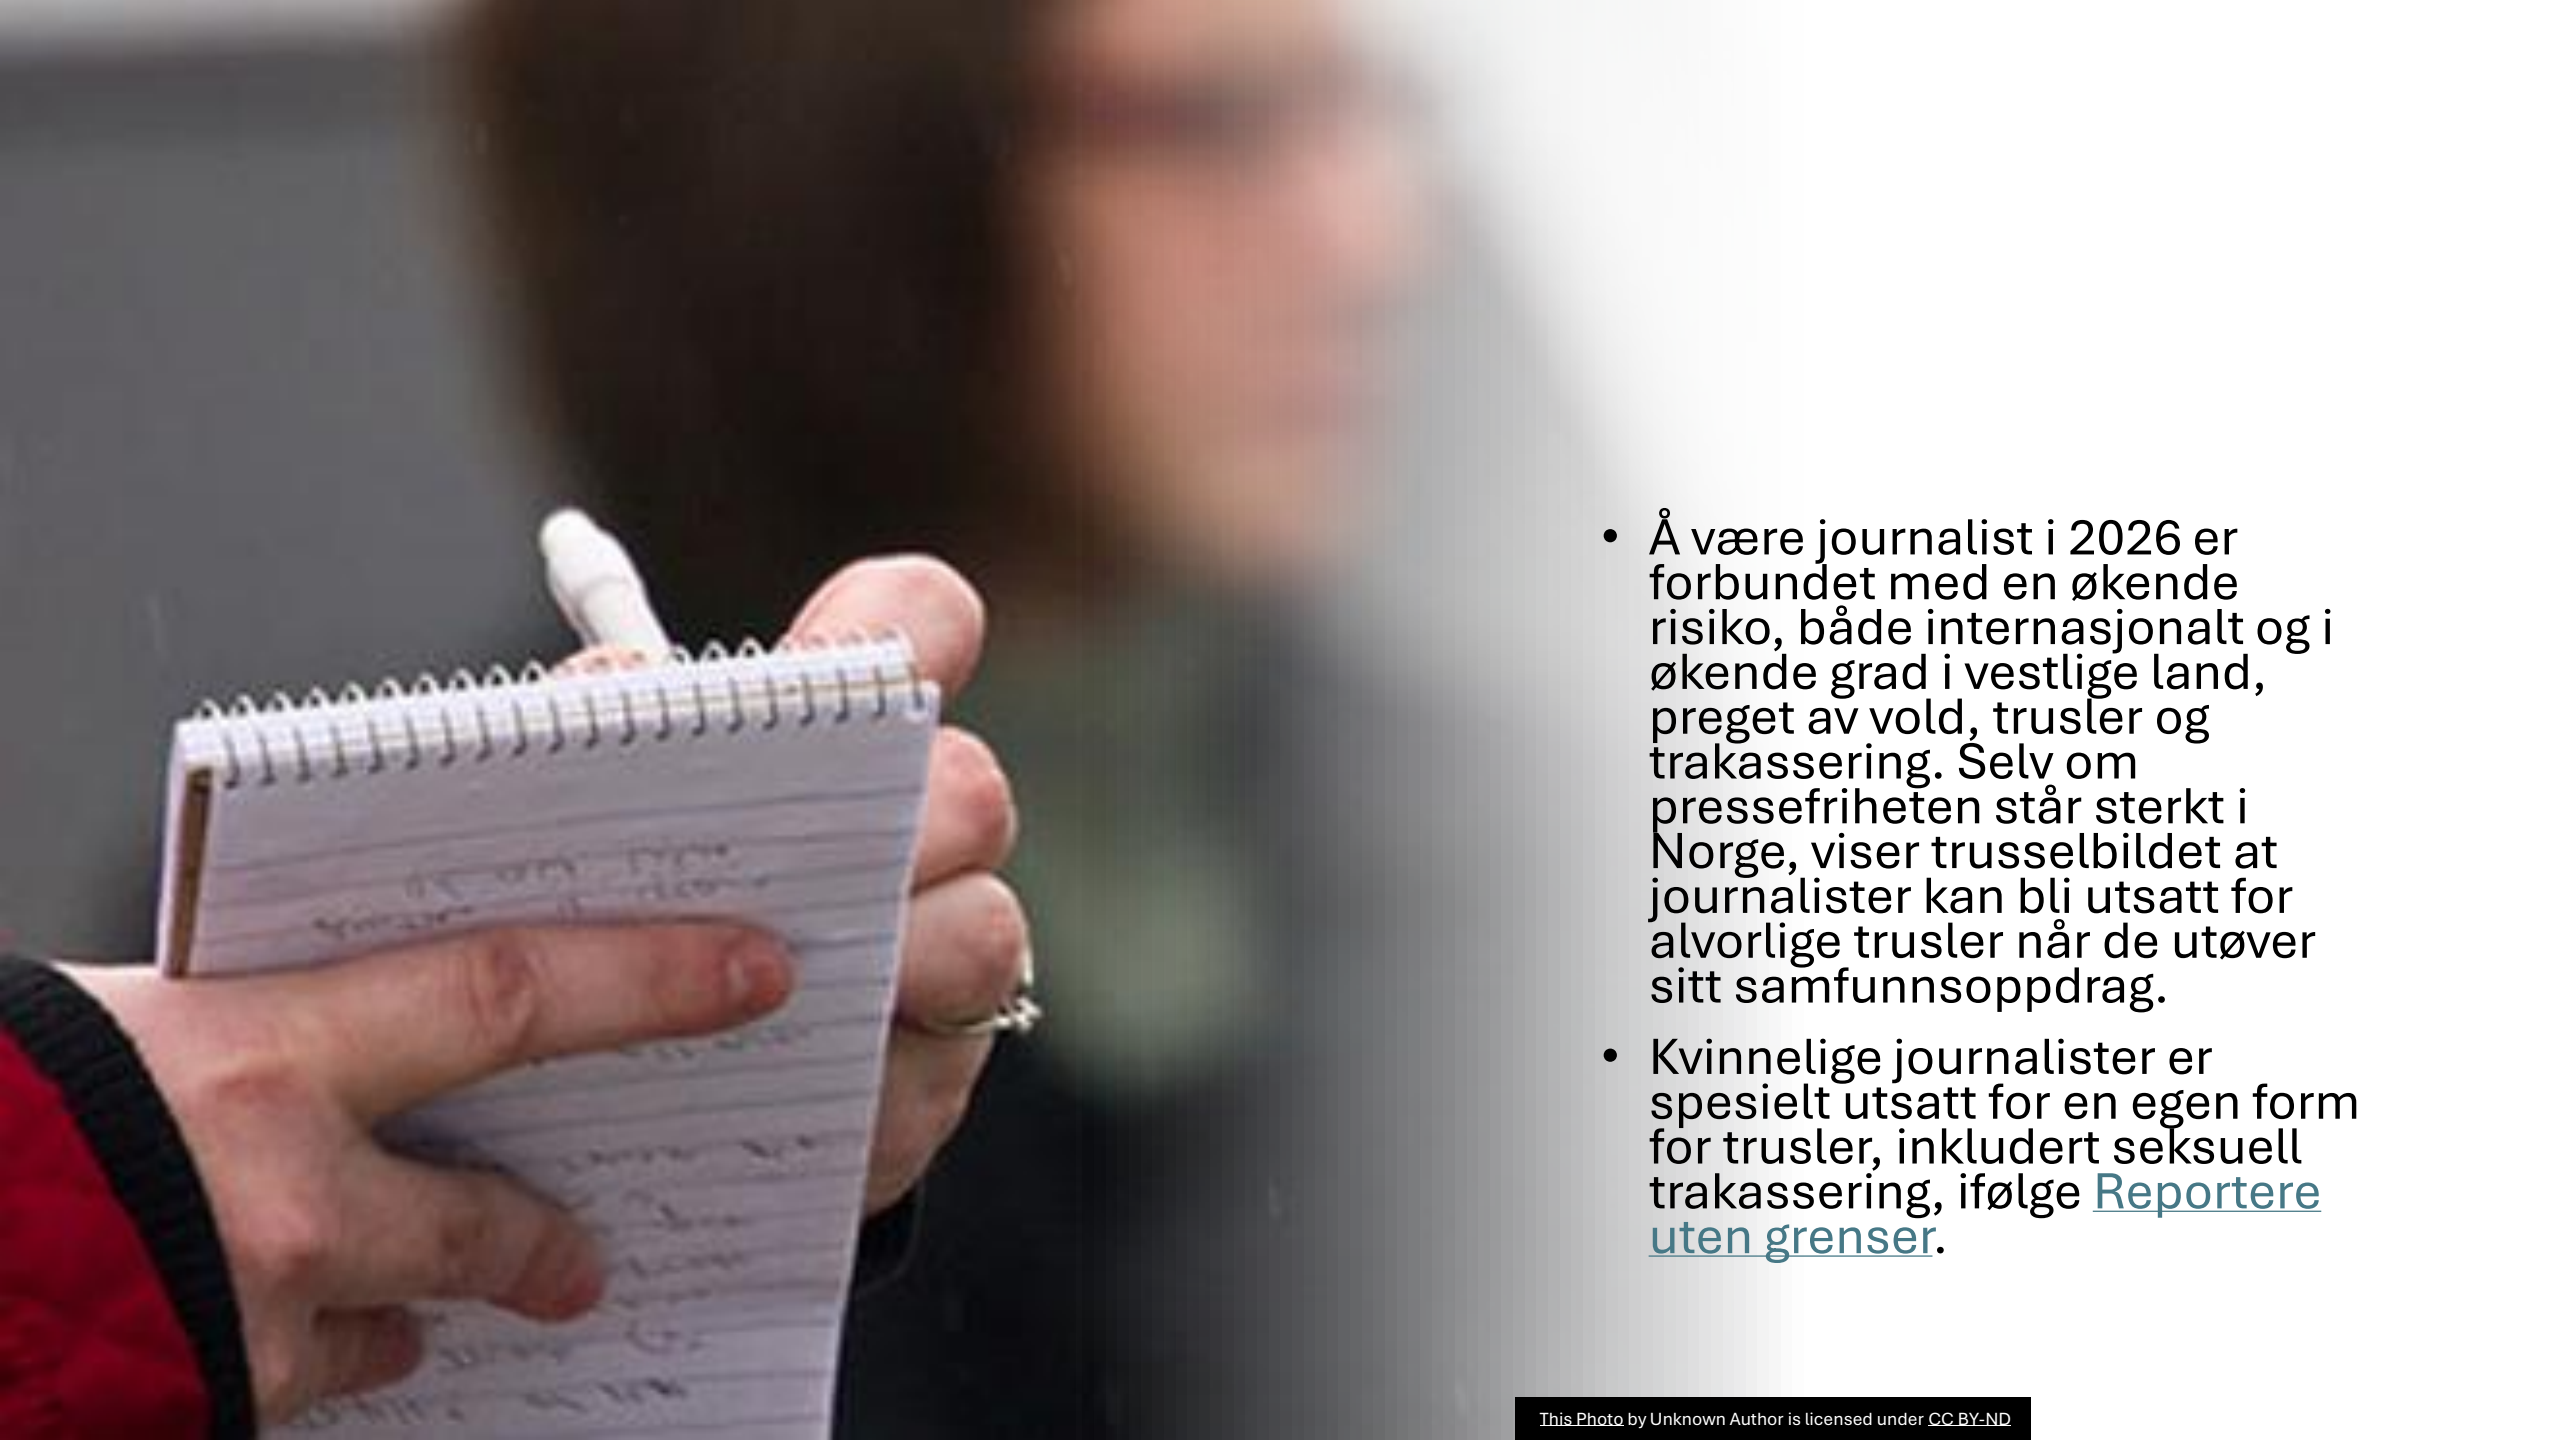 • Å være journalist i 2026 er
forbundet med en økende
risiko, både internasjonalt og i
økende grad i vestlige land,
preget av vold, trusler og
trakassering. Selv om
pressefriheten står sterkt i
Norge, viser trusselbildet at
journalister kan bli utsatt for
alvorlige trusler når de utøver
sitt samfunnsoppdrag.
• Kvinnelige journalister er
spesielt utsatt for en egen form
for trusler, inkludert seksuell
trakassering, ifølge Reportere
uten grenser.
This Photo by Unknown Author is licensed under CC BY-ND